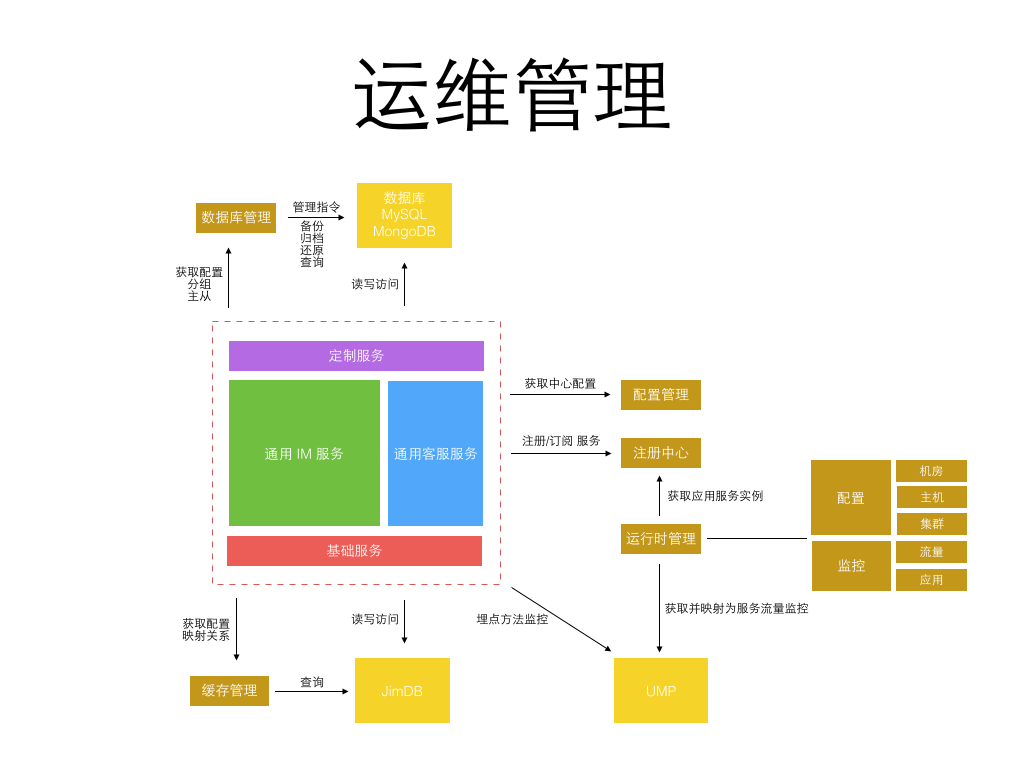 运维管理
数据库管理
管理指令
备份
归档
还原
查询
数据库
MySQL
MongoDB
获取配置
分组
主从
读写访问
定制服务
通用 IM 服务
通用客服服务
基础服务
获取中心配置
配置管理
注册/订阅 服务
注册中心
获取应用服务实例
运行时管理
配置
机房
主机
集群
监控
流量
应用
获取并映射为服务流量监控
获取配置
映射关系
读写访问
埋点方法监控
缓存管理
查询
JimDB
UMP